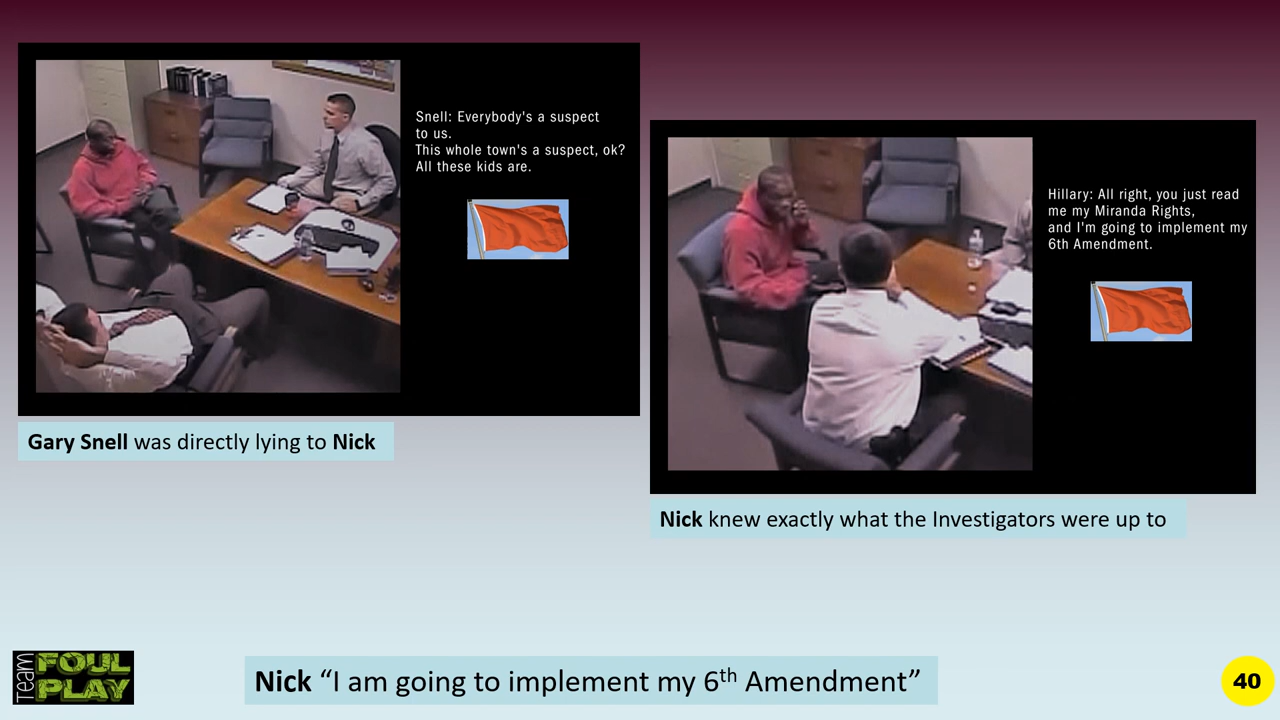 Snell: Everybody's a suspect
to us.
This whole town's a suspect, ok?
All these kids are.
Gary Snell was directly lying to Nick
Hillary: All right, you just read
me my Miranda Rights,
and I'm going to implement my
6th Amendment.
Nick knew exactly what the Investigators were up to
TEAM FOUL PLAY
Nick “I am going to implement my 6th Amendment”
40